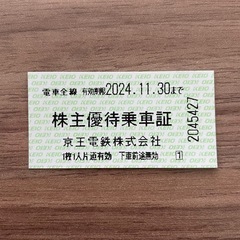 電車全線 有効期限2024.11.30まで
株主優待乗車証
京王電鉄株式会社
1枚1人片道有効 下車前途無効 1
2045427